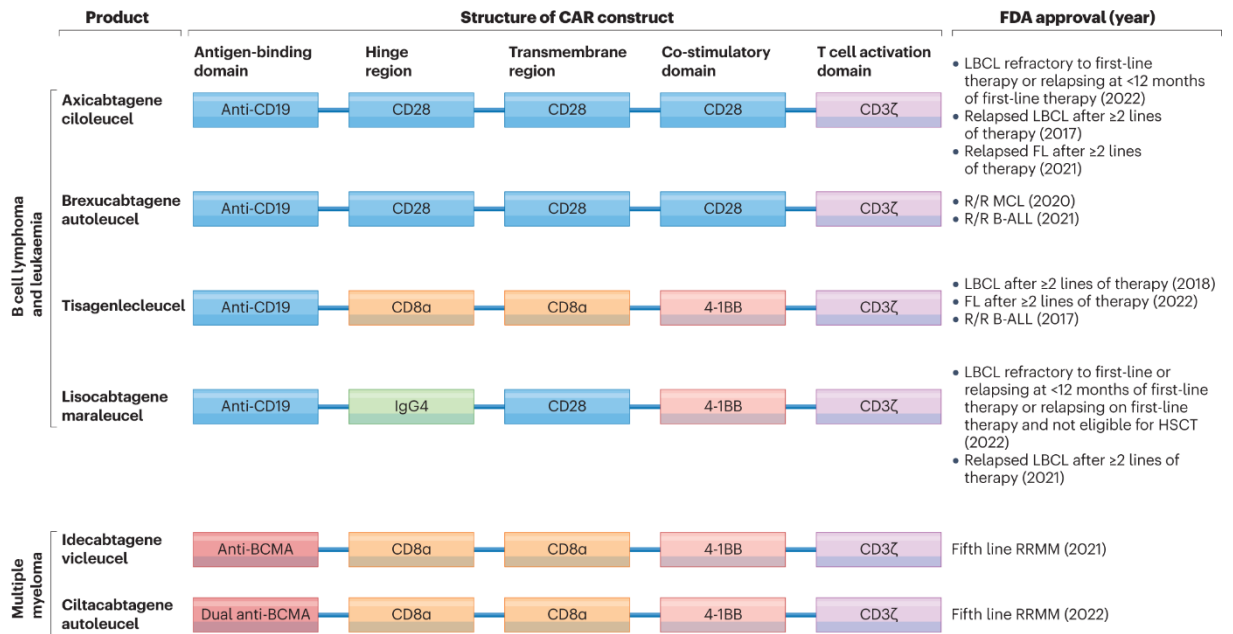 Product
Structure of CAR construct
FDA approval (year)
Antigen-binding
domain
Hinge
region
Transmembrane
region
Co-stimulatory
domain
T cell activation
domain
B cell lymphoma
and leukaemia
Axicabtagene
ciloleucel
Anti-CD19
CD28
CD28
CD28
CD3ζ
• LBCL refractory to first-line
therapy or relapsing at <12 months
of first-line therapy (2022)
• Relapsed LBCL after ≥2 lines
of therapy (2017)
• Relapsed FL after ≥2 lines
of therapy (2021)
Brexucabtagene
autoleucel
Anti-CD19
CD28
CD28
CD28
CD3ζ
• R/R MCL (2020)
• R/R B-ALL (2021)
Tisagenlecleucel
Anti-CD19
CD8α
CD8α
4-1BB
CD3ζ
• LBCL after ≥2 lines of therapy (2018)
• FL after ≥2 lines of therapy (2022)
• R/R B-ALL (2017)
Lisocabtagene
maraleucel
Anti-CD19
IgG4
CD28
4-1BB
CD3ζ
• LBCL refractory to first-line or
relapsing at <12 months of first-line
therapy or relapsing on first-line
therapy and not eligible for HSCT
(2022)
• Relapsed LBCL after ≥2 lines of
therapy (2021)
Multiple
myeloma
Idecabtagene
vicleucel
Anti-BCMA
CD8α
CD8α
4-1BB
CD3ζ
Fifth line RRMM (2021)
Ciltacabtagene
autoleucel
Dual anti-BCMA
CD8α
CD8α
4-1BB
CD3ζ
Fifth line RRMM (2022)